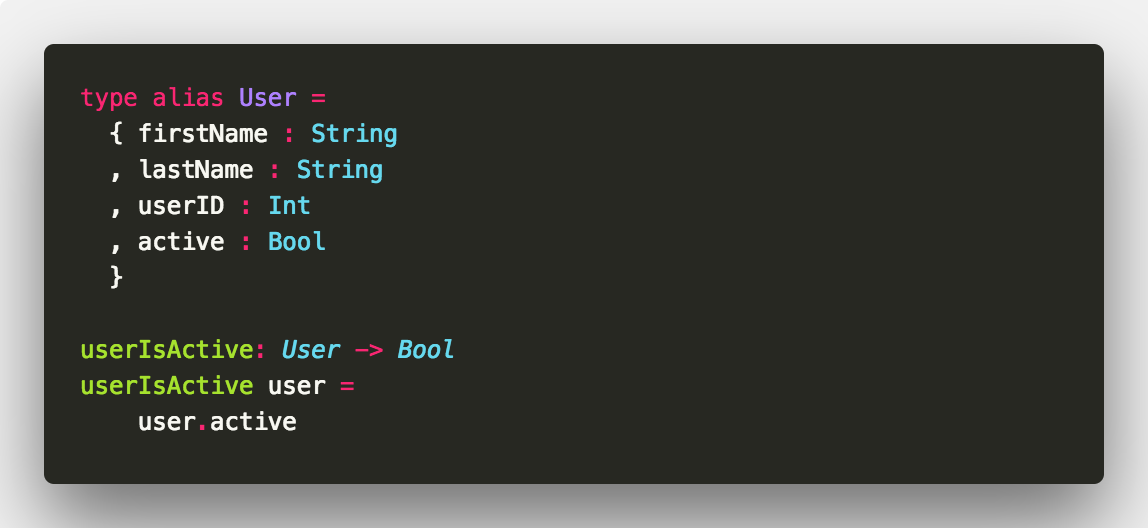 type alias User =
  { firstName : String
  , lastName : String
  , userID : Int
  , active : Bool
  }

userIsActive: User -> Bool
userIsActive user =
    user.active